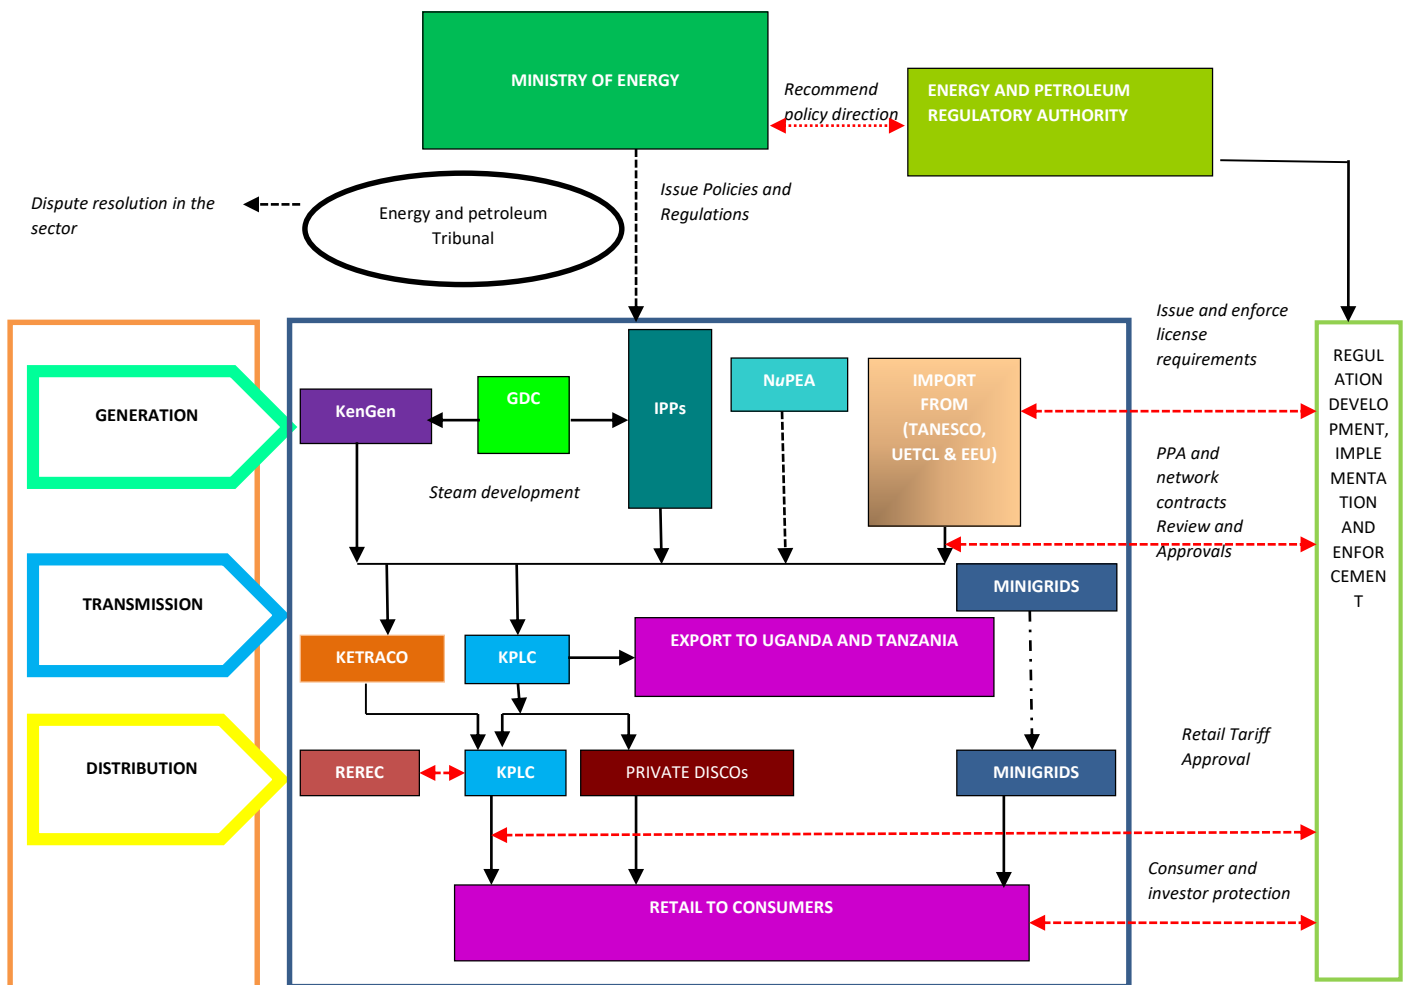 MINISTRY OF ENERGY
Recommend
policy direction
ENERGY AND PETROLEUM
REGULATORY AUTHORITY
Dispute resolution in the
sector
Energy and petroleum
Tribunal
Issue Policies and
Regulations
Issue and enforce
license
requirements
GENERATION
KenGen
GDC
IPPs
NuPEA
IMPORT
FROM
(TANESCO,
UETCL & EEU)
Steam development
PPA and
network
contracts
Review and
Approvals
REGUL
ATION
DEVELO
PMENT,
IMPLE
MENTA
TION
AND
ENFOR
CEMEN
T
TRANSMISSION
MINIGRIDS
KETRACO
KPLC
EXPORT TO UGANDA AND TANZANIA
DISTRIBUTION
REREC
KPLC
PRIVATE DISCOs
MINIGRIDS
Retail Tariff
Approval
Consumer and
investor protection
RETAIL TO CONSUMERS